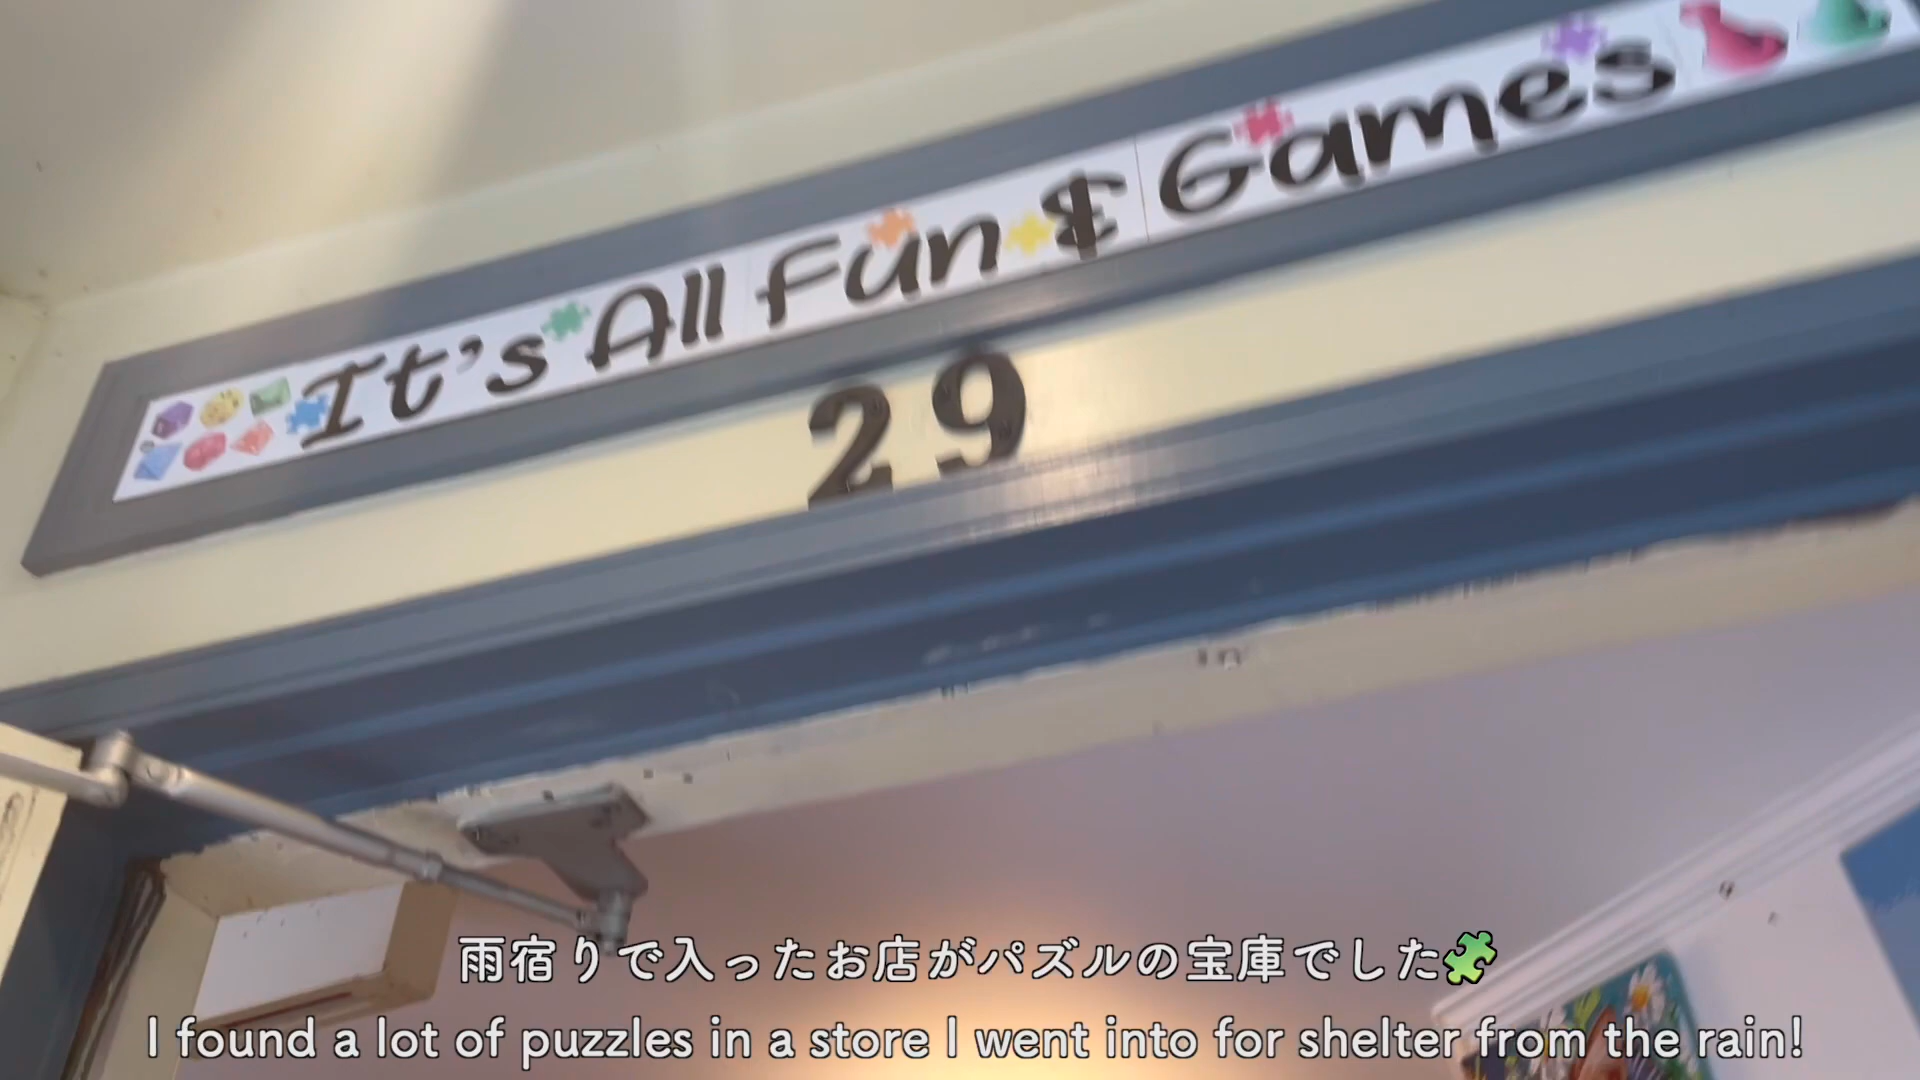 It's All Fun & Games
29
雨宿りで入ったお店がパズルの宝庫でした🧩
I found a lot of puzzles in a store I went into for shelter from the rain!